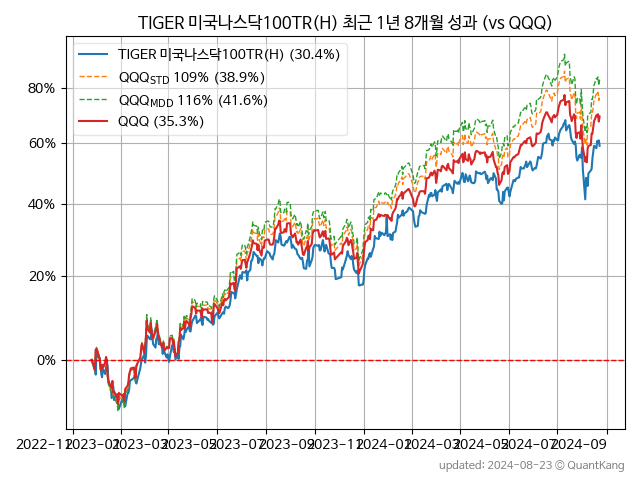 TIGER 미국나스닥100TR(H) 최근 1년 8개월 성과 (vs QQQ)
TIGER 미국나스닥100TR(H) (30.4%)
QQQSTD 109% (38.9%)
QQQMDD 116% (41.6%)
QQQ (35.3%)
80%
60%
40%
20%
0%
2022-11 2023-01 2023-03 2023-05 2023-07 2023-09 2023-11 2024-01 2024-03 2024-05 2024-07 2024-09
updated: 2024-08-23 © QuantKang